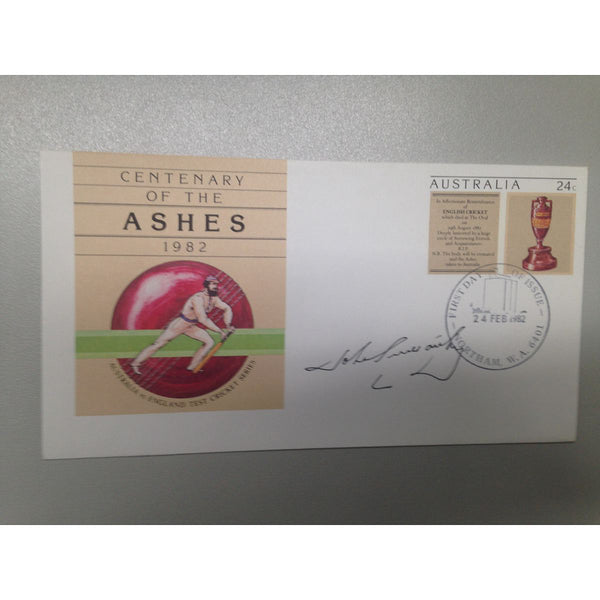 CENTENARY
OF THE
ASHES
1982
AUSTRALIA v ENGLAND TEST CRICKET SERIES
AUSTRALIA 24c
In Affectionate Remembrance
of
ENGLISH CRICKET
which died at The Oval
on
29th August 1882
Deeply lamented by a large
circle of Sorrowing Friends
and Acquaintances
R.I.P.
N.B. The body will be cremated
and the Ashes
taken to Australia
FIRST DAY OF ISSUE
24 FEB 1982
NORTHAM, W.A. 6401